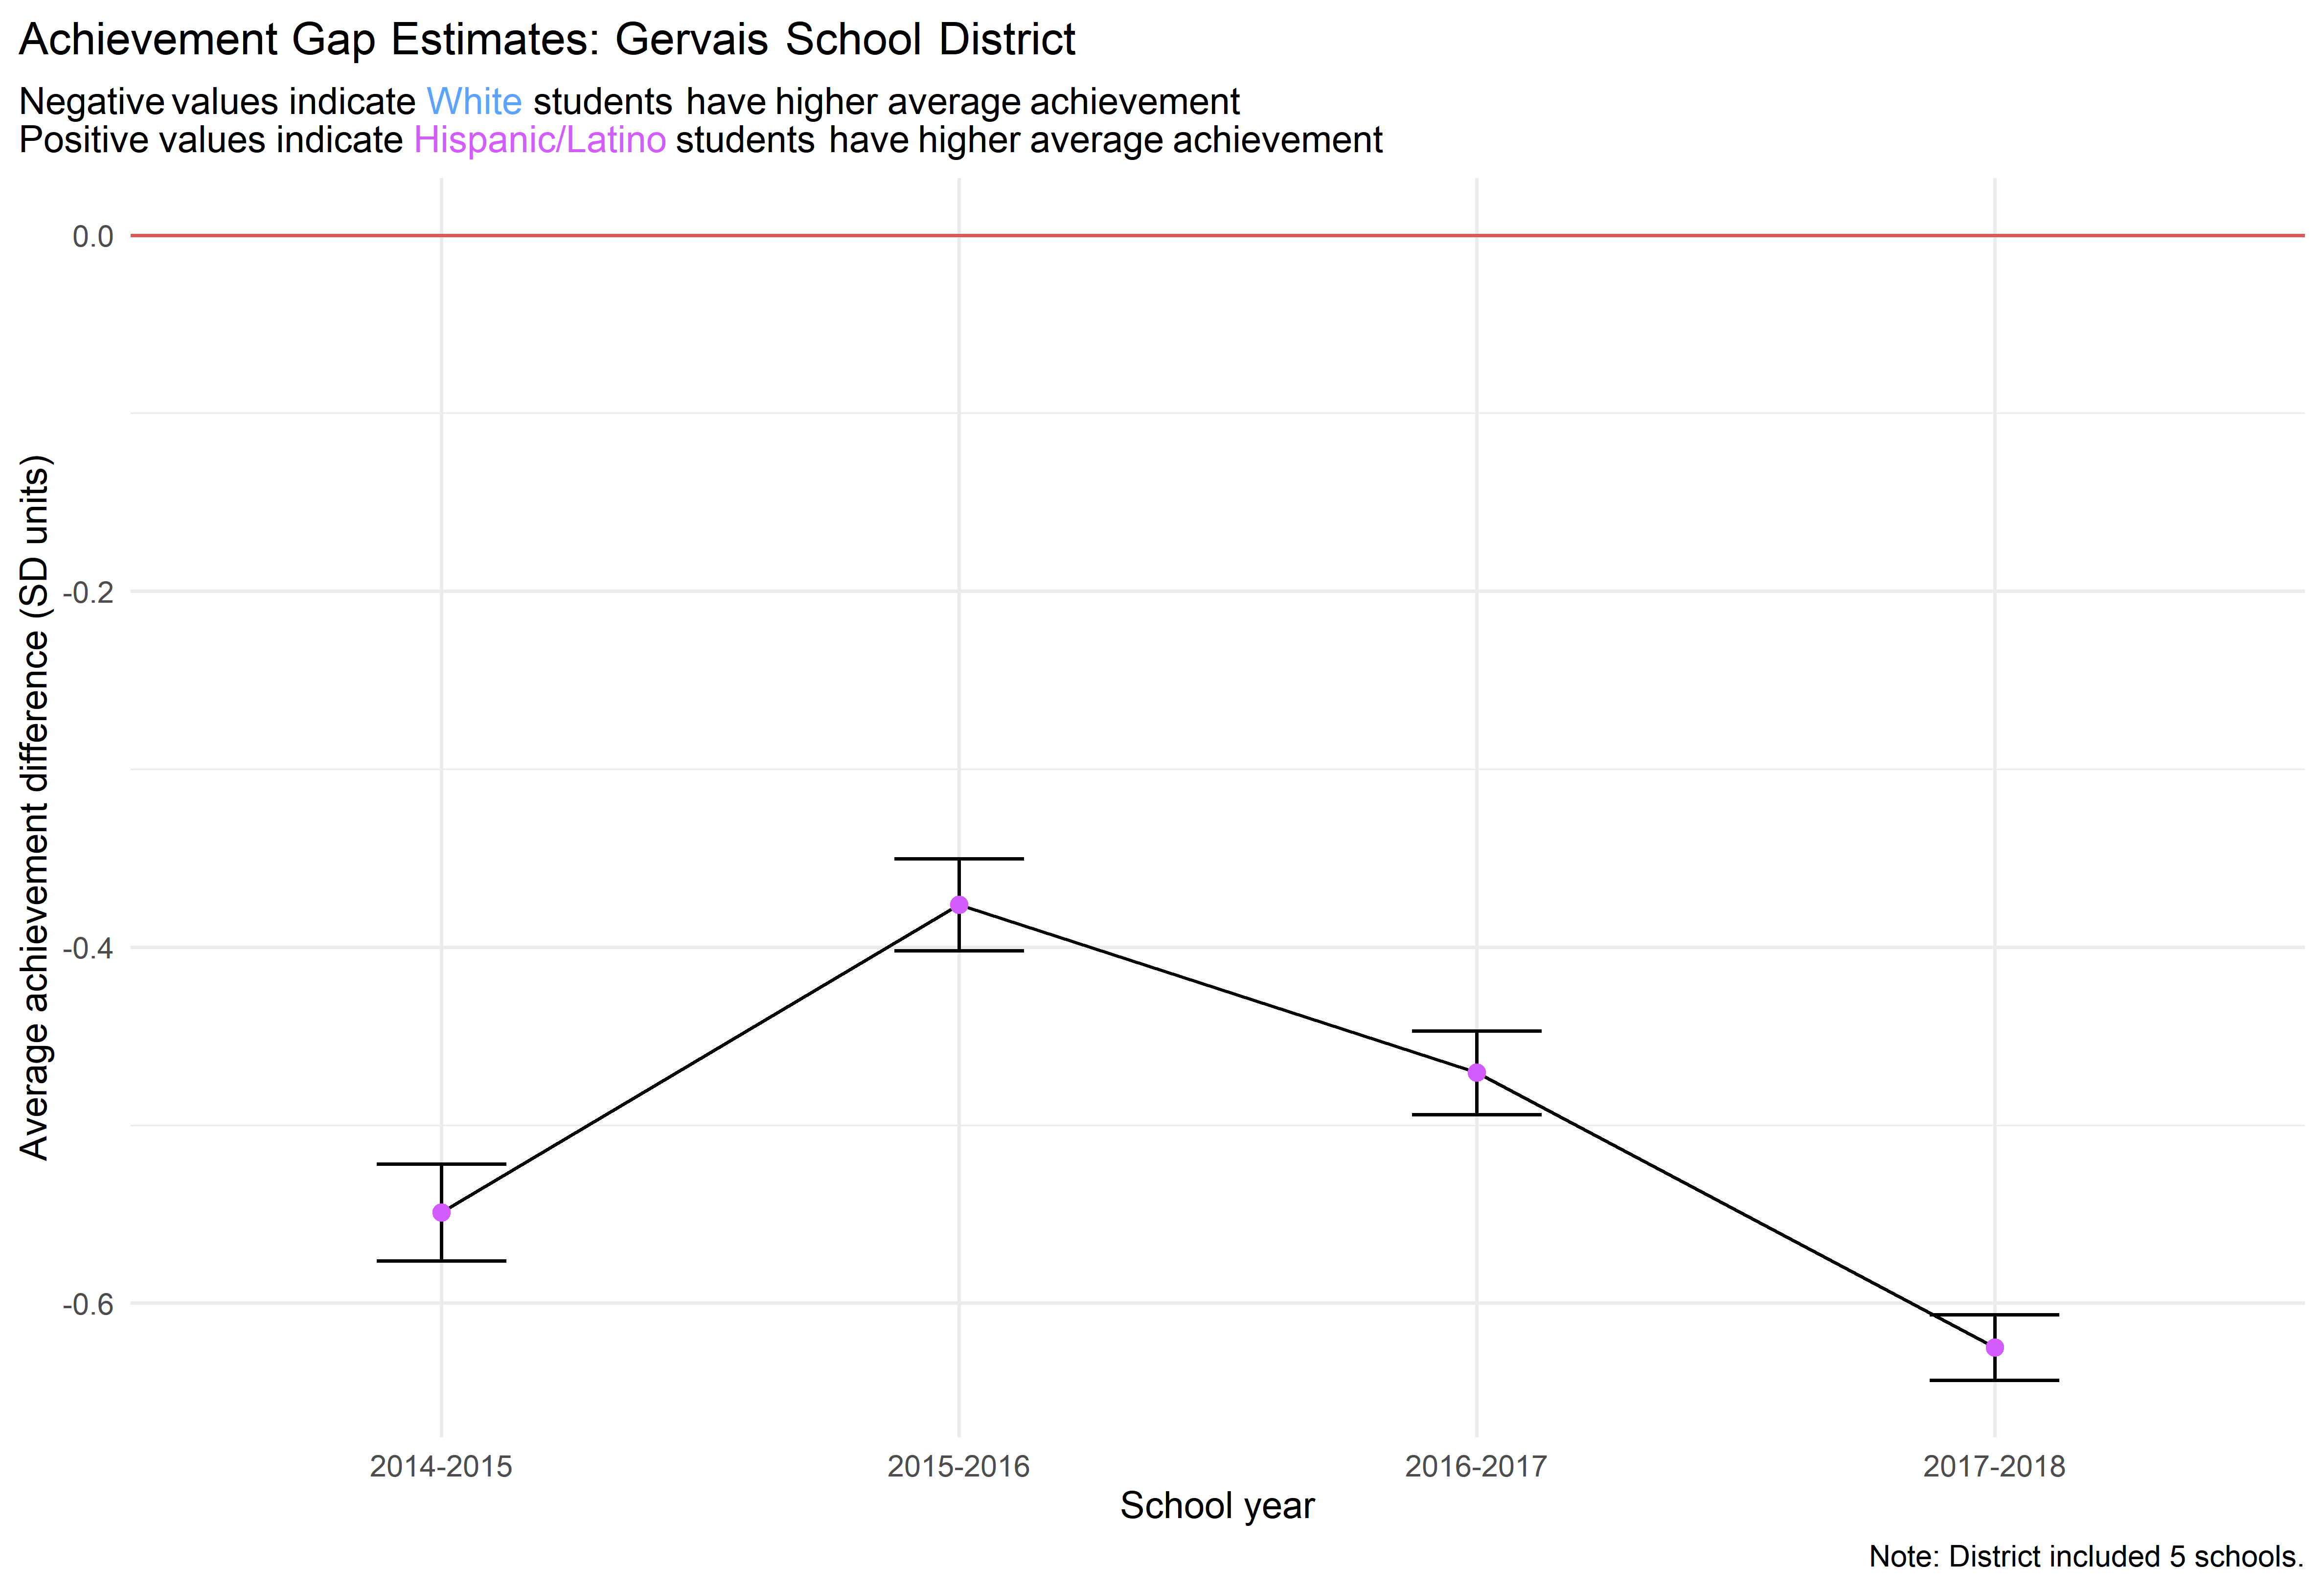 Achievement Gap Estimates: Gervais School District
Negative values indicate White students have higher average achievement
Positive values indicate Hispanic/Latino students have higher average achievement
Average achievement difference (SD units)
0.0
-0.2
-0.4
-0.6
2014-2015 2015-2016 2016-2017 2017-2018
School year
Note: District included 5 schools.